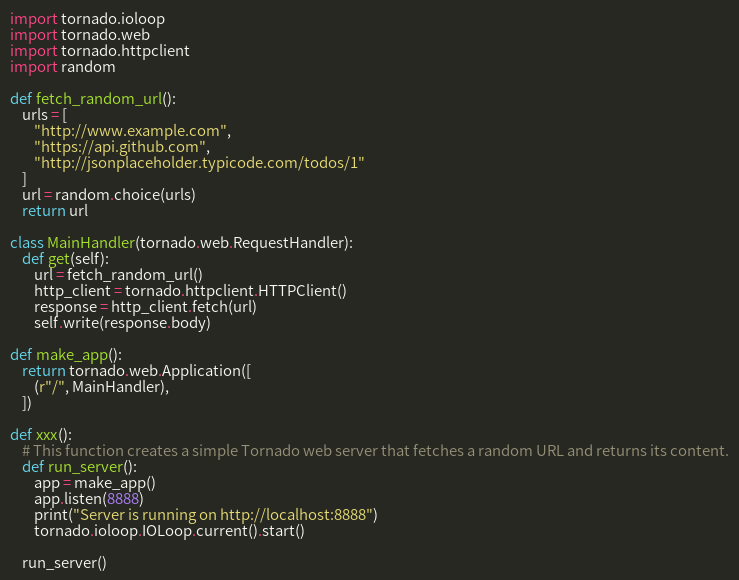 import tornado.ioloop
import tornado.web
import tornado.httpclient
import random

def fetch_random_url():
    urls = [
        "http://www.example.com",
        "https://api.github.com",
        "http://jsonplaceholder.typicode.com/todos/1"
    ]
    url = random.choice(urls)
    return url

class MainHandler(tornado.web.RequestHandler):
    def get(self):
        url = fetch_random_url()
        http_client = tornado.httpclient.HTTPClient()
        response = http_client.fetch(url)
        self.write(response.body)

def make_app():
    return tornado.web.Application([
        (r"/", MainHandler),
    ])

def xxx():
    # This function creates a simple Tornado web server that fetches a random URL and returns its content.
    def run_server():
        app = make_app()
        app.listen(8888)
        print("Server is running on http://localhost:8888")
        tornado.ioloop.IOLoop.current().start()

    run_server()